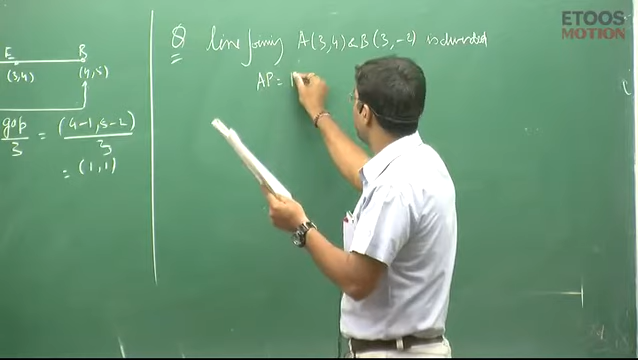 E B
(3,4) (4,5)
gap/3 = (4-1, 5-2)/3
= (1,1)
Q Line joining A(3,4) & B(3,-2) is divided
AP =
ETOOS
MOTION